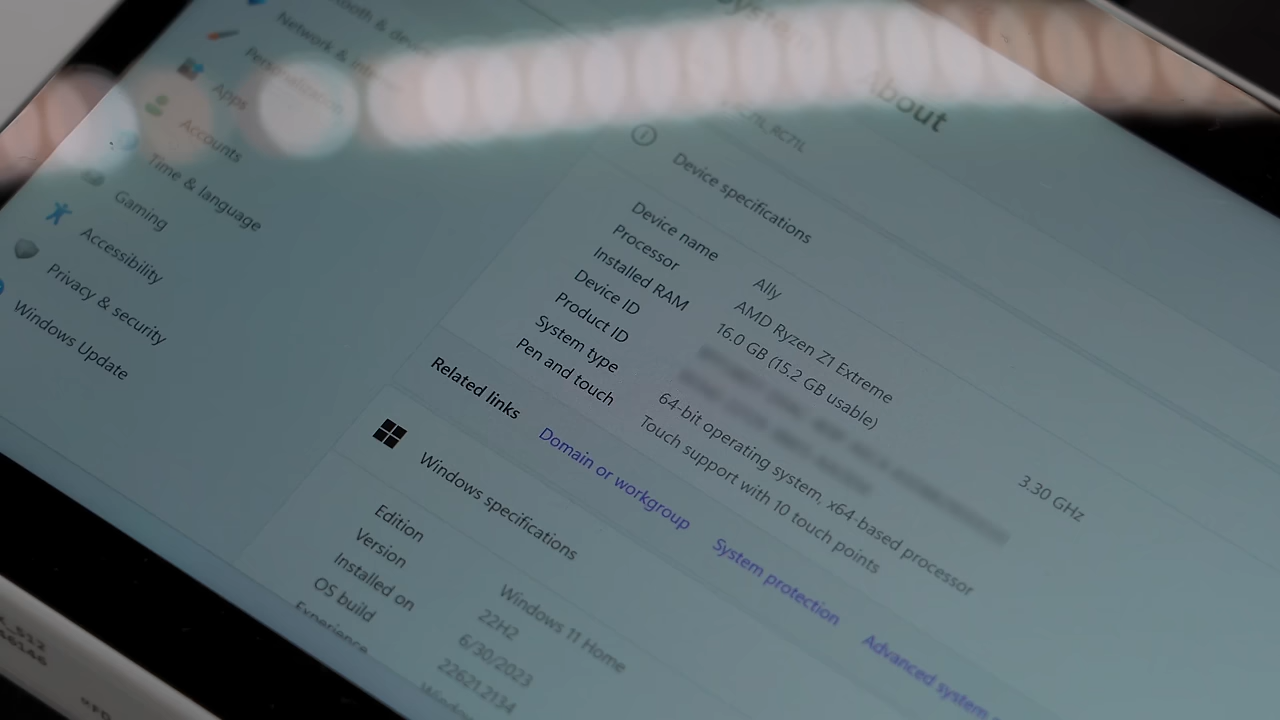 Network &
Personalization
Apps
Accounts
Time & language
Gaming
Accessibility
Privacy & security
Windows Update
System
About
RC71L
Device specifications
Device name Ally
Processor AMD Ryzen Z1 Extreme 3.30 GHz
Installed RAM 16.0 GB (15.2 GB usable)
Device ID
Product ID
System type 64-bit operating system, x64-based processor
Pen and touch Touch support with 10 touch points
Related links Domain or workgroup System protection Advanced system
Windows specifications
Edition Windows 11 Home
Version 22H2
Installed on 6/30/2023
OS build 22621.2134
Experience